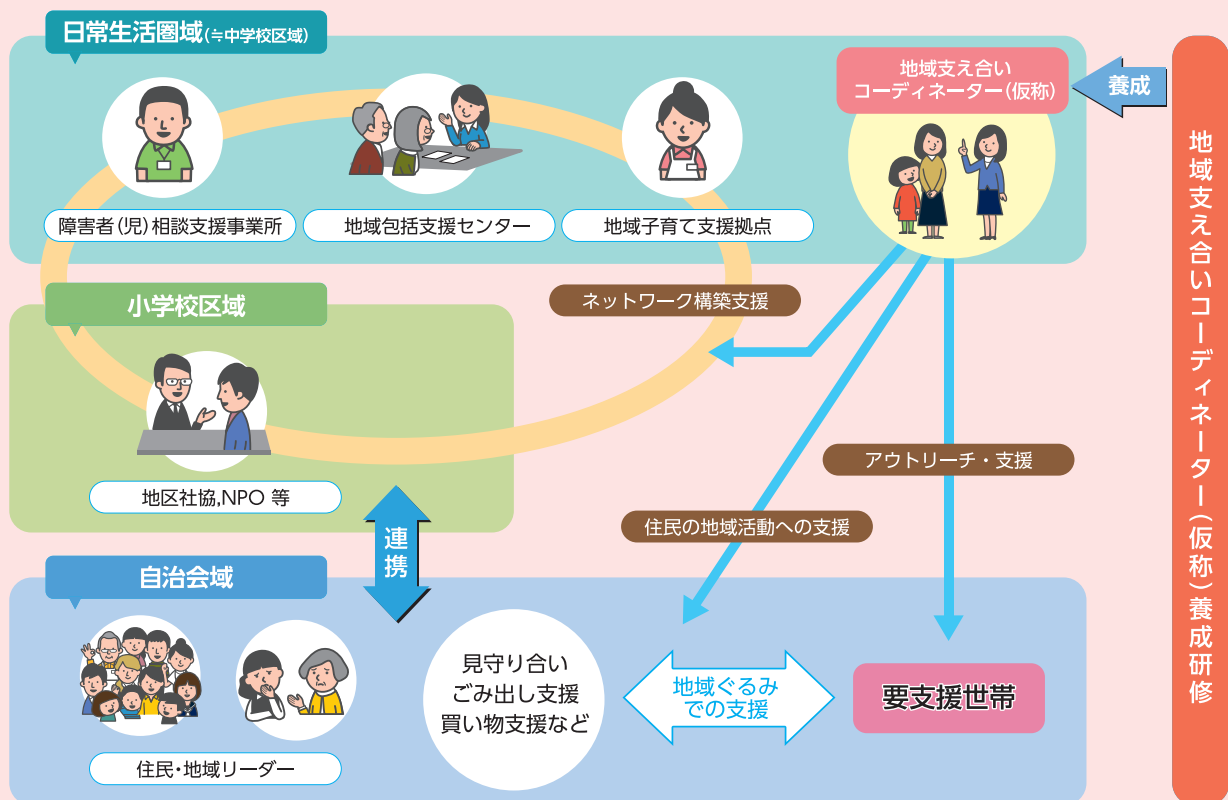 日常生活圏域(≒中学校区域)
地域支え合い
コーディネーター(仮称)
養成
地域支え合いコーディネーター(仮称)養成研修
障害者(児)相談支援事業所
地域包括支援センター
地域子育て支援拠点
小学校区域
ネットワーク構築支援
地区社協,NPO 等
アウトリーチ・支援
住民の地域活動への支援
連携
自治会域
見守り合い
ごみ出し支援
買い物支援など
地域ぐるみ
での支援
要支援世帯
住民・地域リーダー